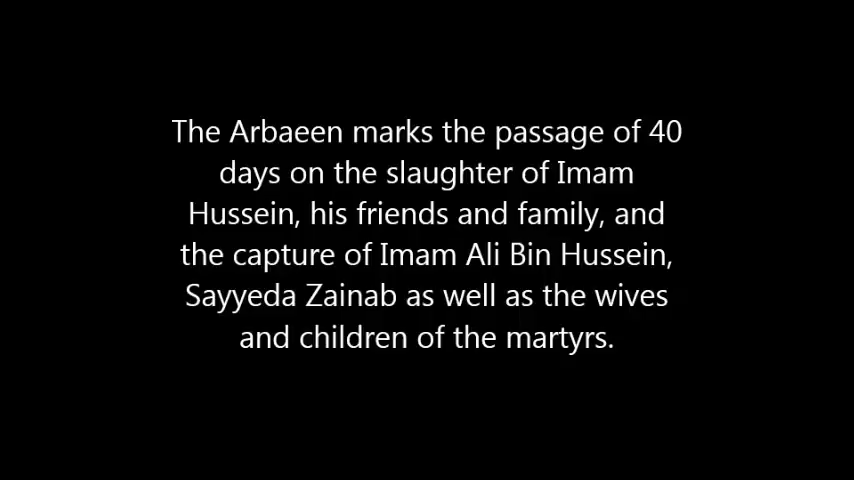 The Arbaeen marks the passage of 40
days on the slaughter of Imam
Hussein, his friends and family, and
the capture of Imam Ali Bin Hussein,
Sayyeda Zainab as well as the wives
and children of the martyrs.